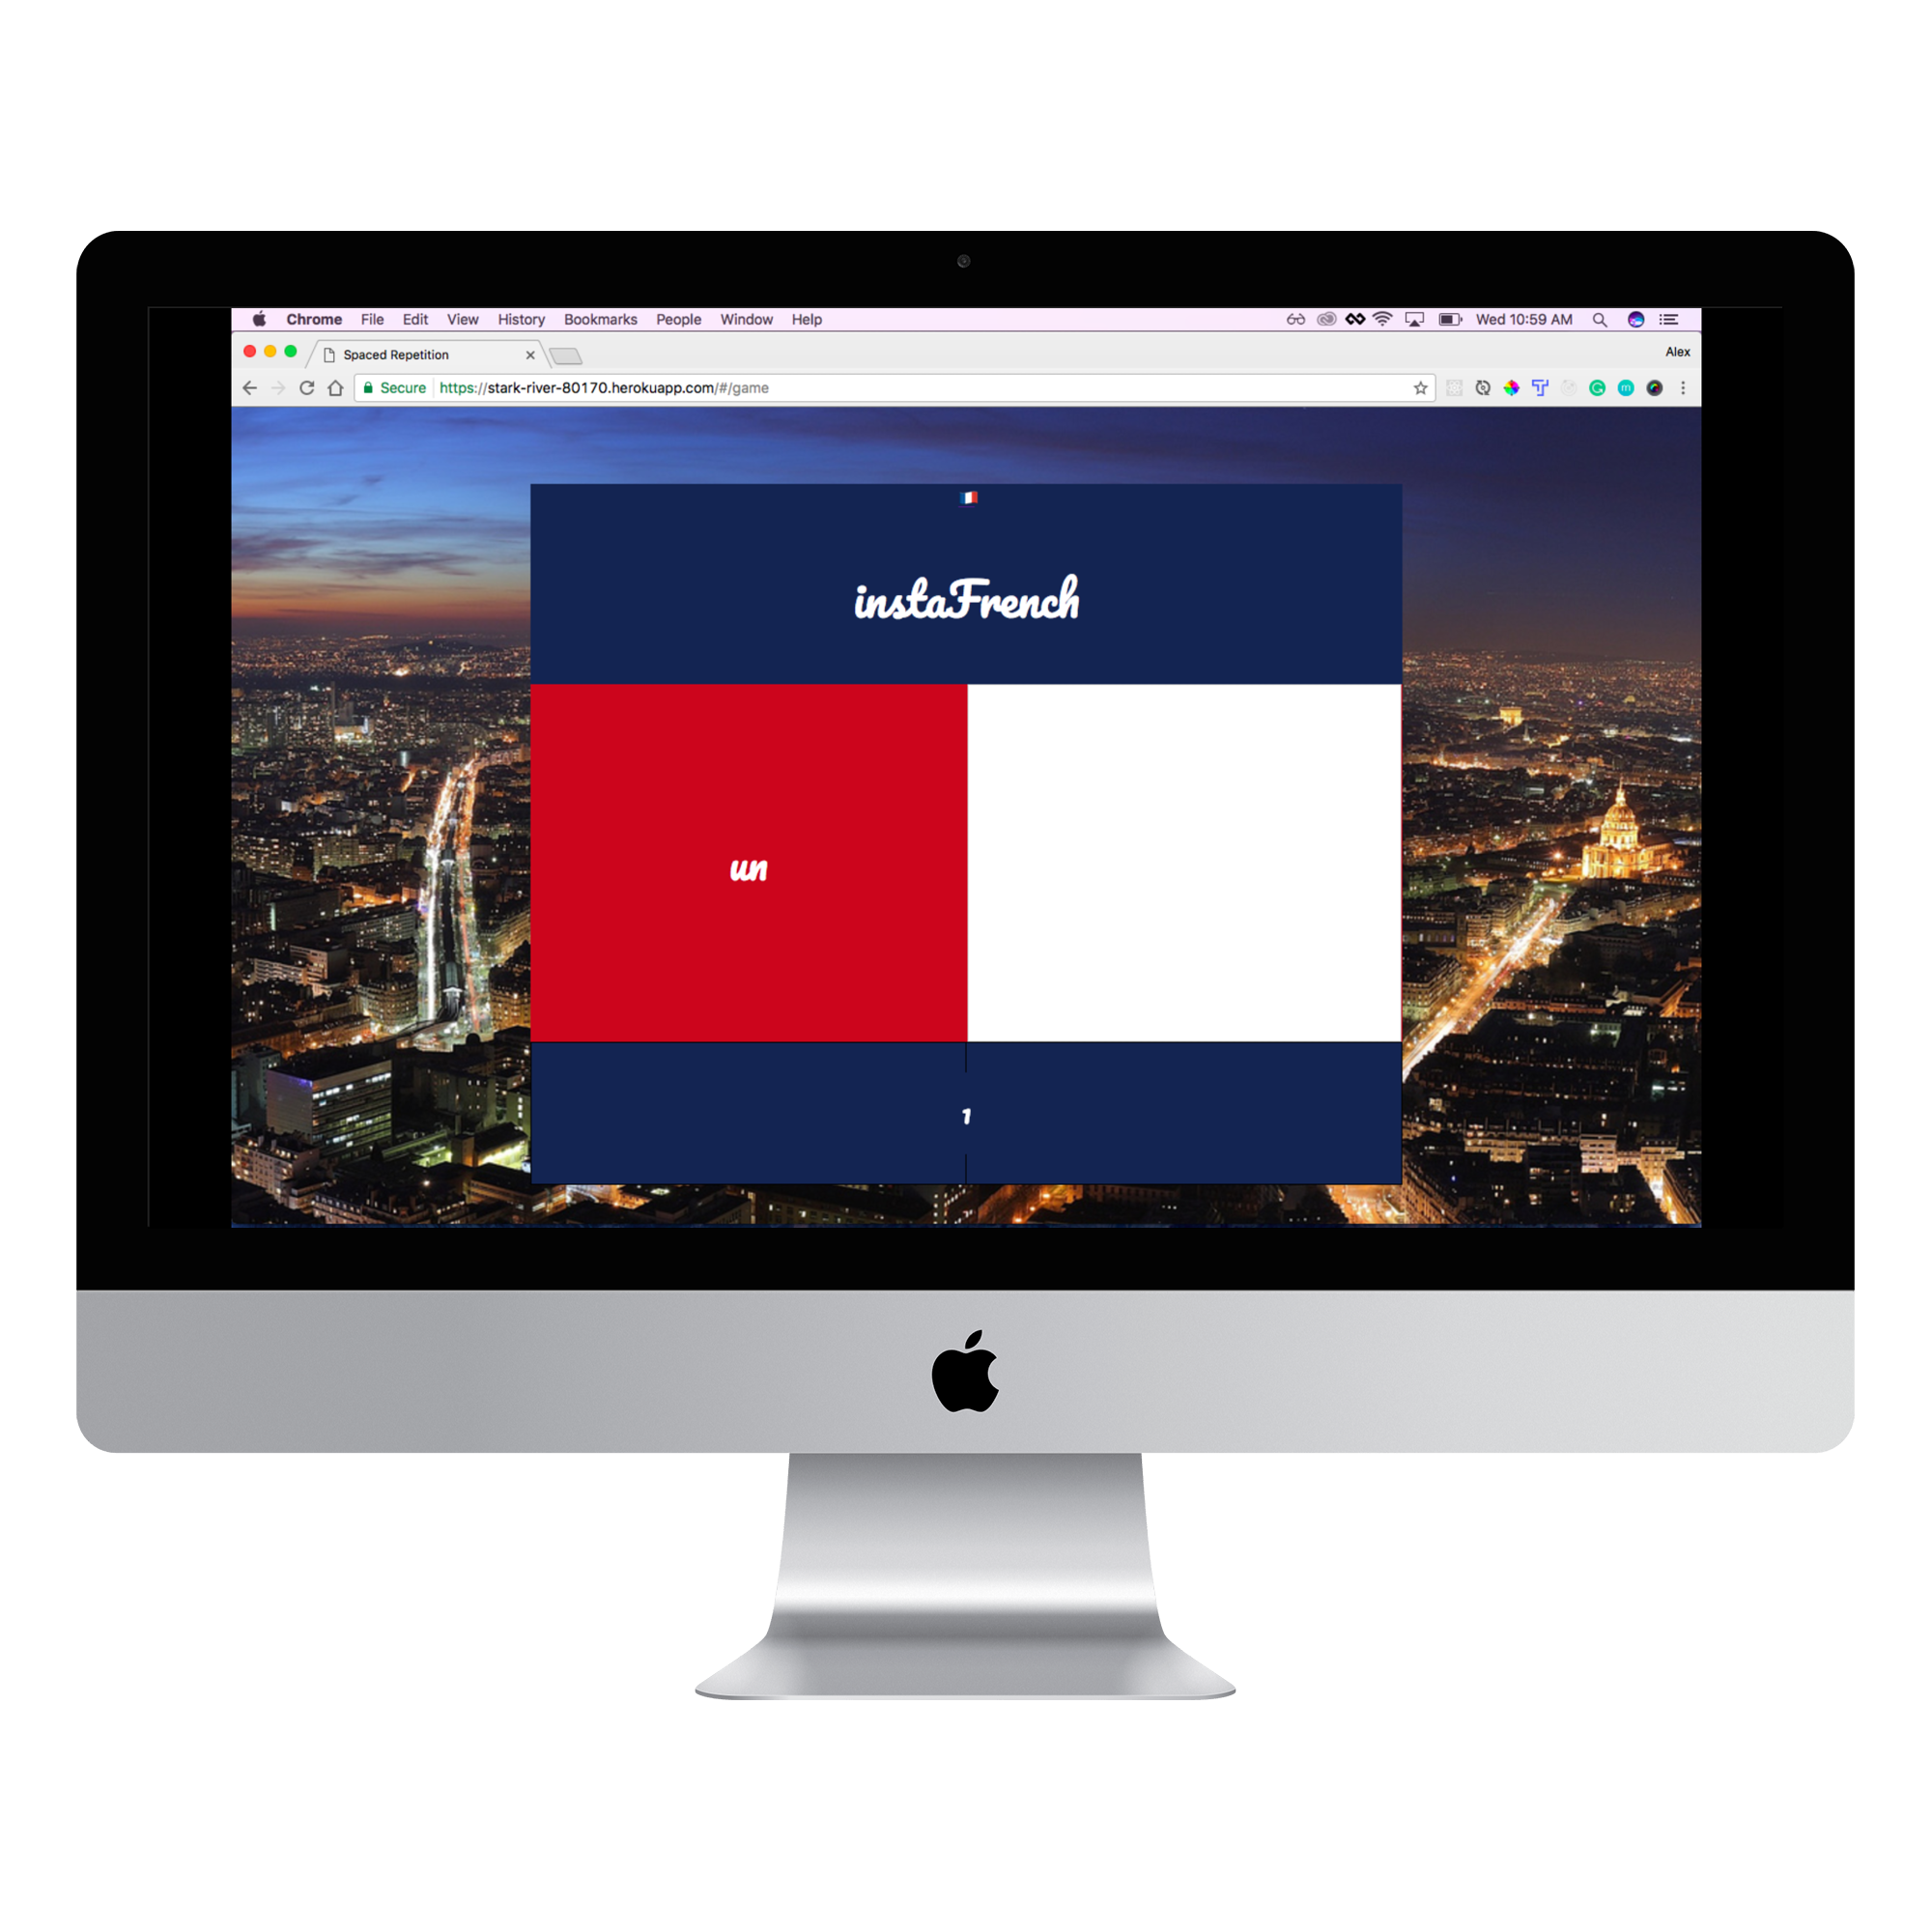 Chrome File Edit View History Bookmarks People Window Help Wed 10:59 AM
Spaced Repetition Alex
Secure https://stark-river-80170.herokuapp.com/#/game
instaFrench
un
1